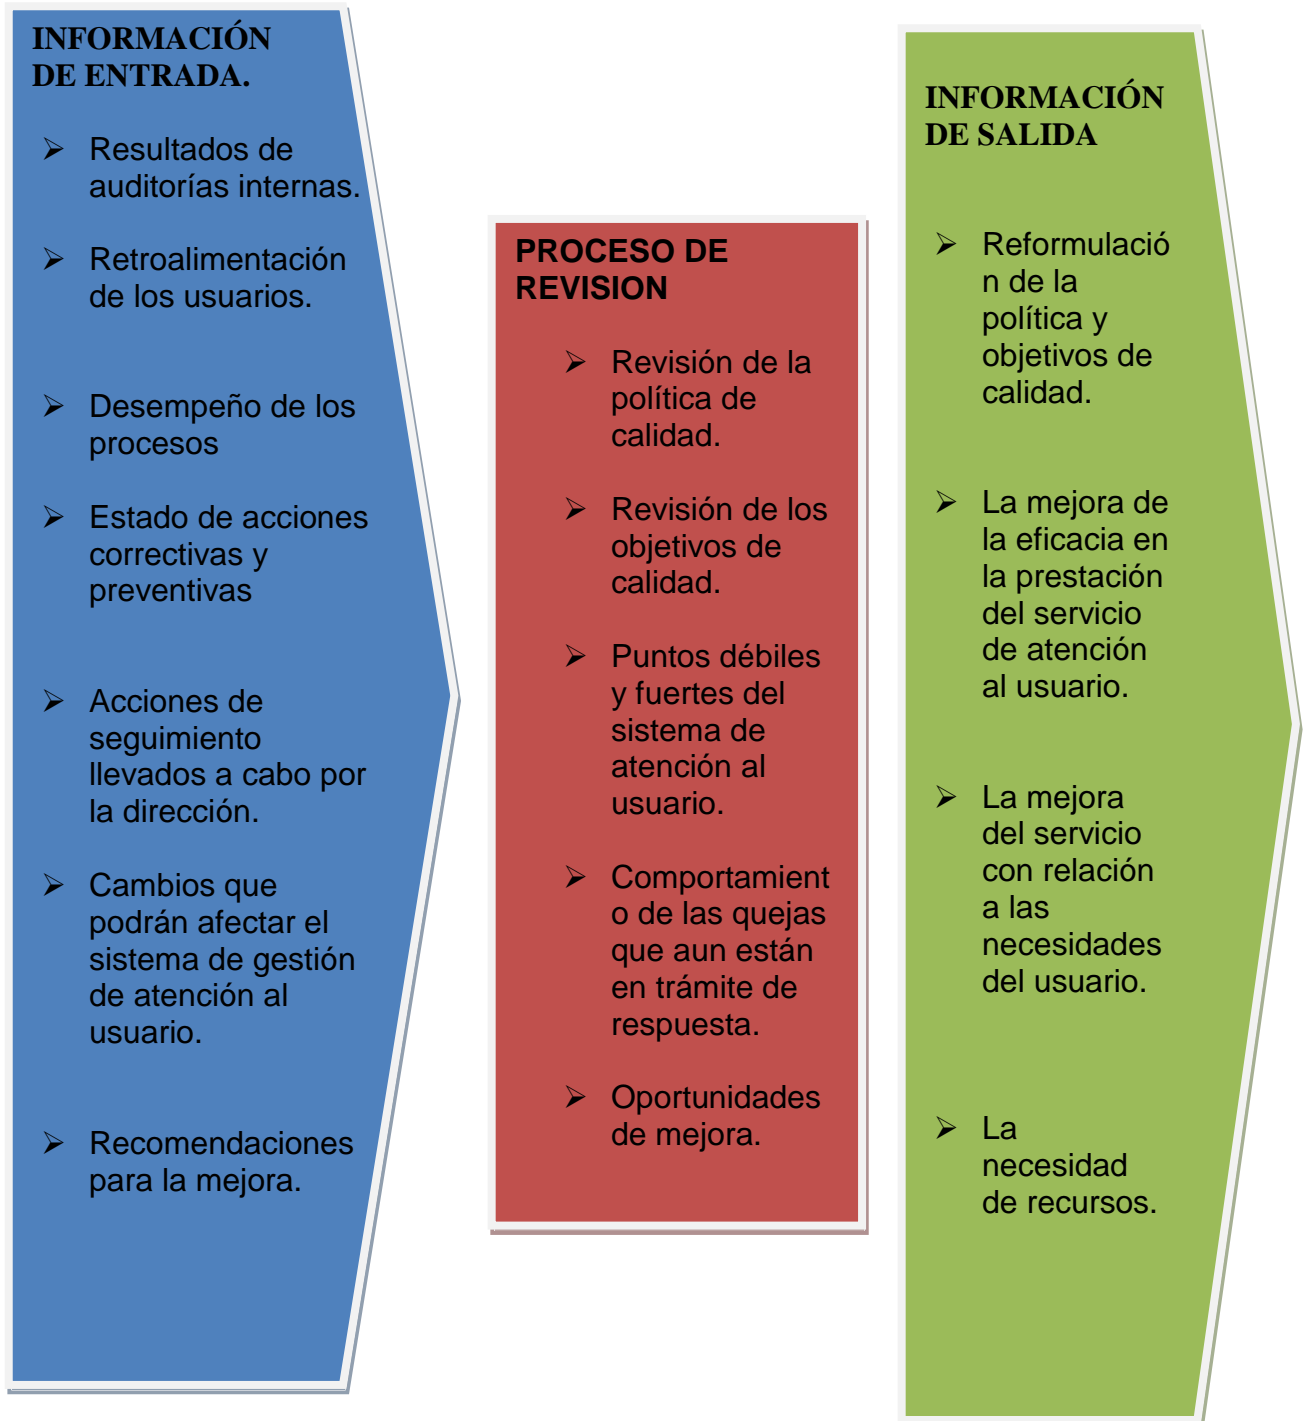 INFORMACIÓN
DE ENTRADA.
➢ Resultados de
auditorías internas.
➢ Retroalimentación
de los usuarios.
➢ Desempeño de los
procesos
➢ Estado de acciones
correctivas y
preventivas
➢ Acciones de
seguimiento
llevados a cabo por
la dirección.
➢ Cambios que
podrán afectar el
sistema de gestión
de atención al
usuario.
➢ Recomendaciones
para la mejora.
PROCESO DE
REVISION
➢ Revisión de la
política de
calidad.
➢ Revisión de los
objetivos de
calidad.
➢ Puntos débiles
y fuertes del
sistema de
atención al
usuario.
➢ Comportamient
o de las quejas
que aun están
en trámite de
respuesta.
➢ Oportunidades
de mejora.
INFORMACIÓN
DE SALIDA
➢ Reformulació
n de la
política y
objetivos de
calidad.
➢ La mejora de
la eficacia en
la prestación
del servicio
de atención
al usuario.
➢ La mejora
del servicio
con relación
a las
necesidades
del usuario.
➢ La
necesidad
de recursos.